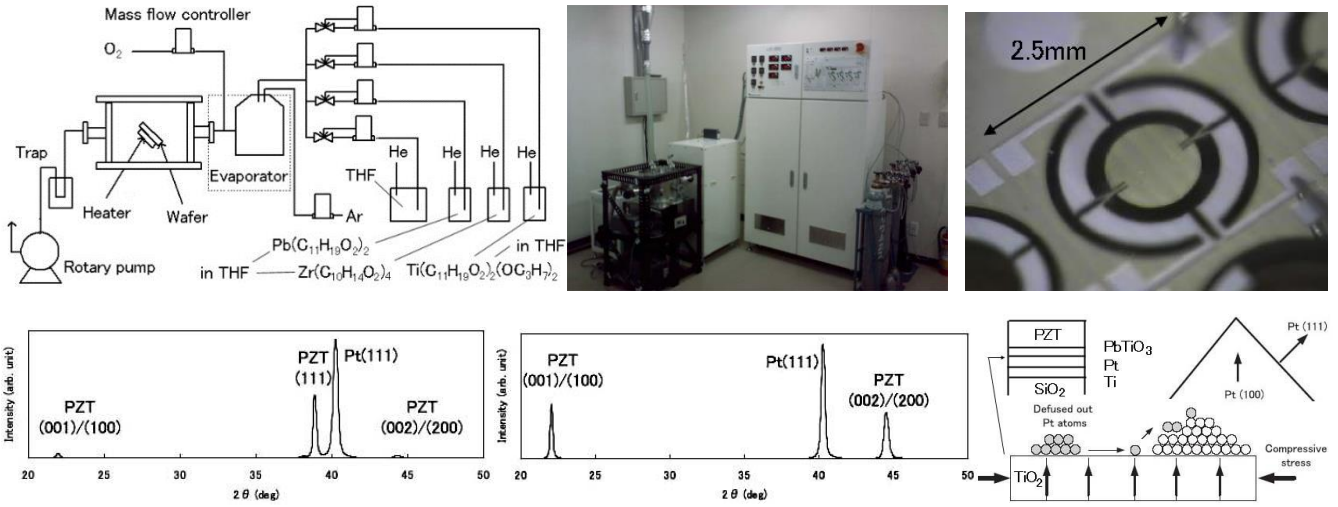 Mass flow controller
O2
Trap
Heater
Wafer
Evaporator
Rotary pump
He
He
He
He
THF
Ar
Pb(C11H19O2)2
in THF
in THF
Zr(C10H14O2)4
Ti(C11H19O2)2(OC3H7)2
2.5mm
Intensity (arb. unit)
PZT
(001)/(100)
PZT
(111)
Pt(111)
PZT
(002)/(200)
20 25 30 35 40 45 50
2θ (deg)
Intensity (arb. unit)
PZT
(001)/(100)
Pt(111)
PZT
(002)/(200)
20 25 30 35 40 45 50
2θ (deg)
PZT
PbTiO3
Pt
Ti
SiO2
Pt (111)
Pt (100)
Defused out
Pt atoms
Compressive
stress
TiO2